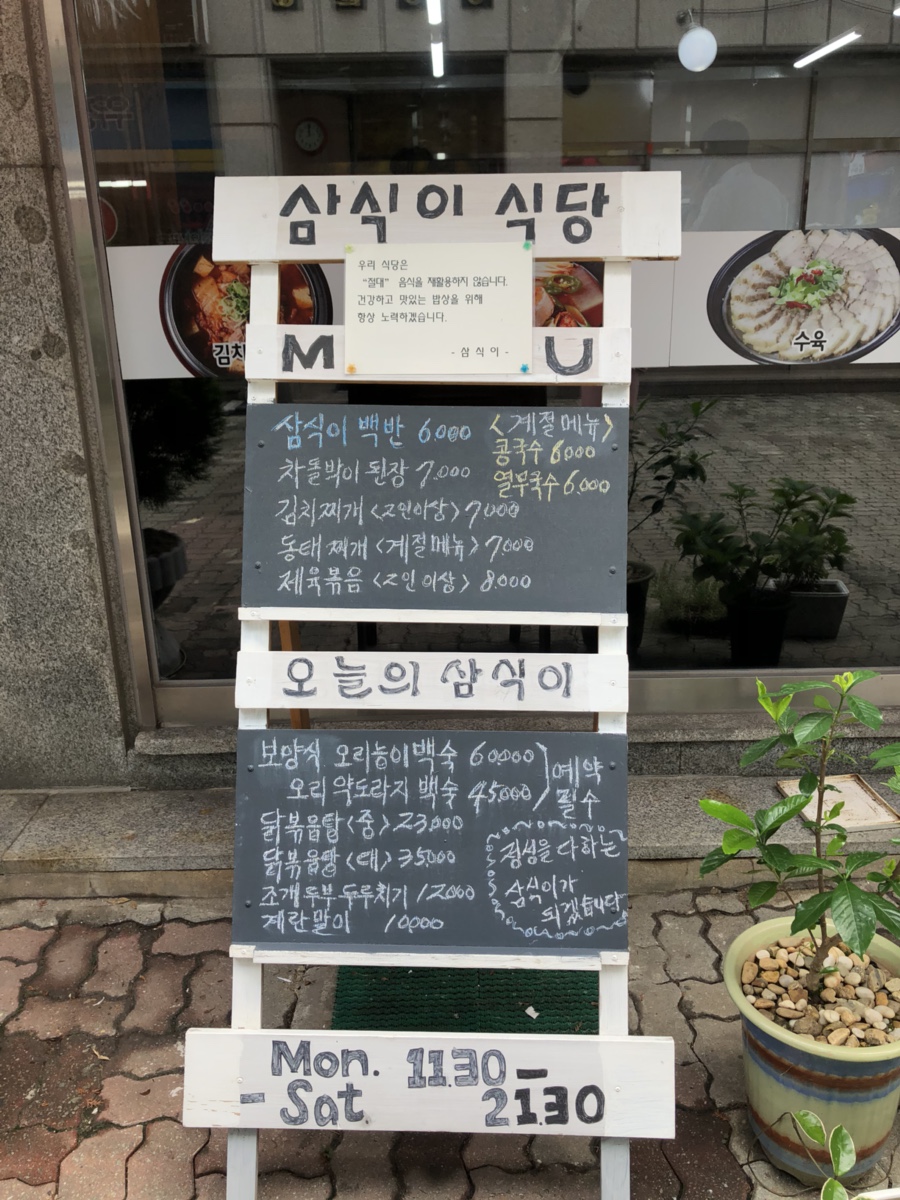 삼식이 식당
우리 식당은
"절대" 음식을 재활용하지 않습니다.
건강하고 맛있는 밥상을 위해
항상 노력하겠습니다.
- 삼 식 이 -
M U
김치
수육
삼식이 백반 6.000
차돌박이 된장 7.000
김치찌개 <2인이상> 7.000
동태찌개 <계절메뉴> 7.000
제육볶음 <2인이상> 8.000
<계절메뉴>
콩국수 6000
열무국수 6.000
오늘의 삼식이
보양식 오리능이백숙 60000
오리 약도라지 백숙 45,000
예약
필수
닭볶음탕 <중> 23,000
닭볶음탕 <대> 35000
조개두부 두루치기 12000
계란말이 10,000
정성을 다하는
삼식이가
되겠습니다
Mon. 11.30 -
- Sat 21.30